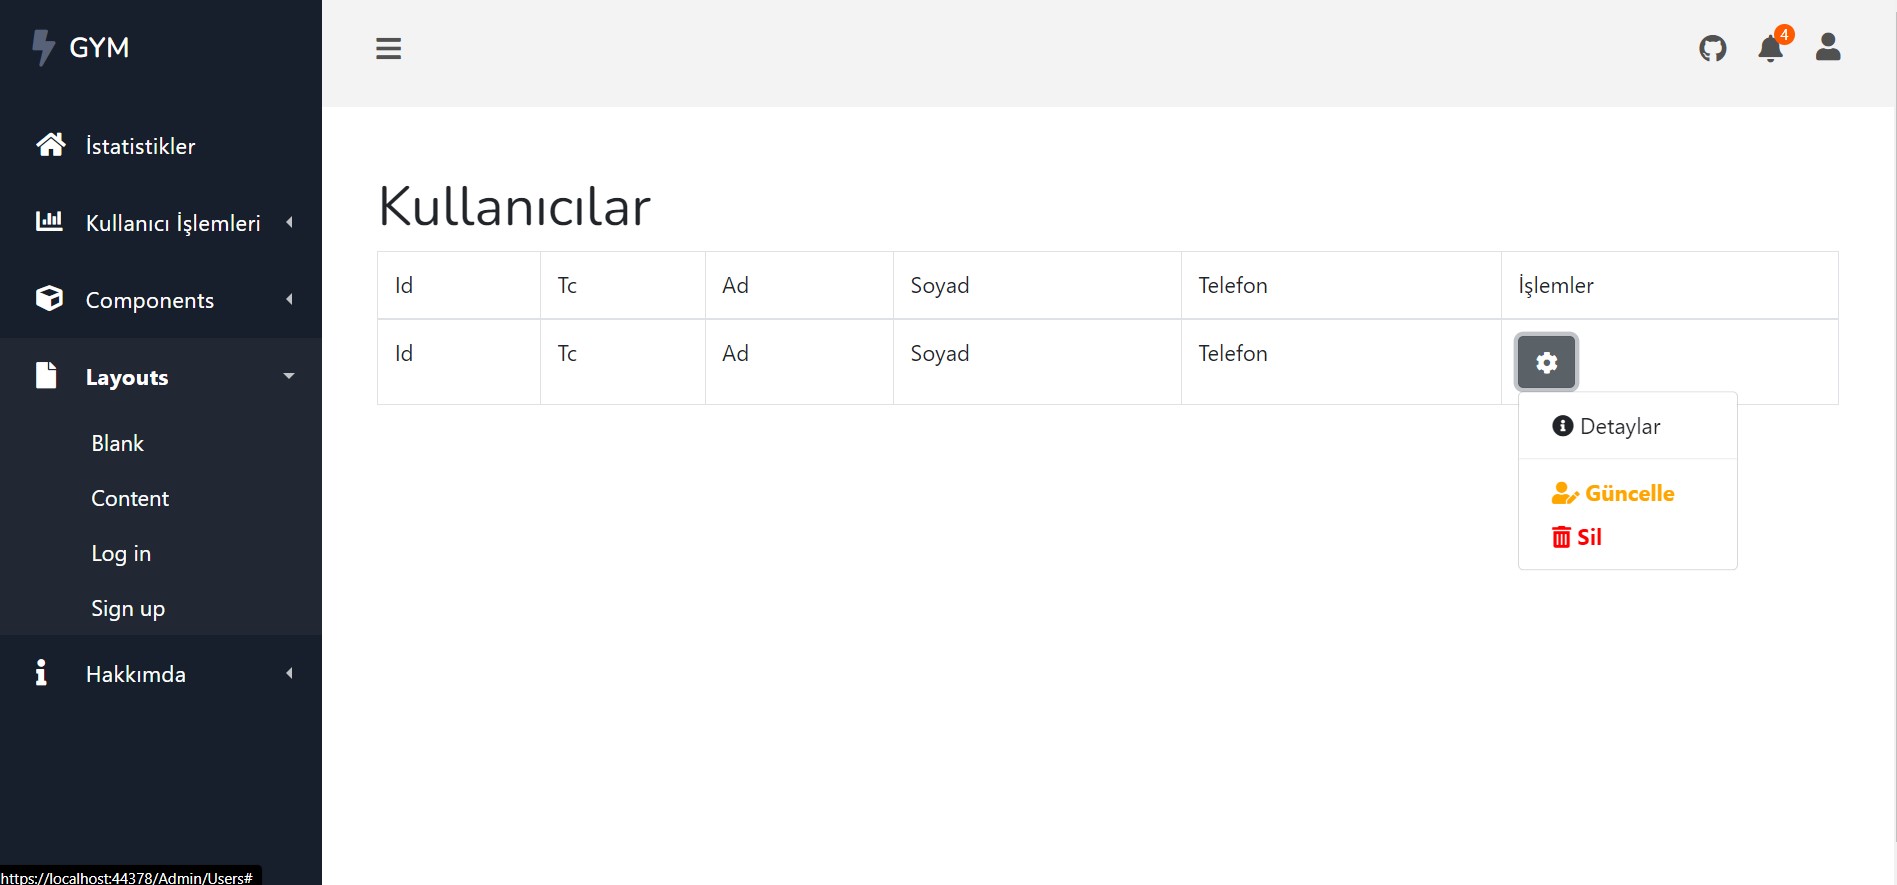 GYM
4
İstatistikler
Kullanıcı İşlemleri
Components
Layouts
Blank
Content
Log in
Sign up
Hakkımda
Kullanıcılar
Id Tc Ad Soyad Telefon İşlemler
Id Tc Ad Soyad Telefon
Detaylar
Güncelle
Sil
https://localhost:44378/Admin/Users#